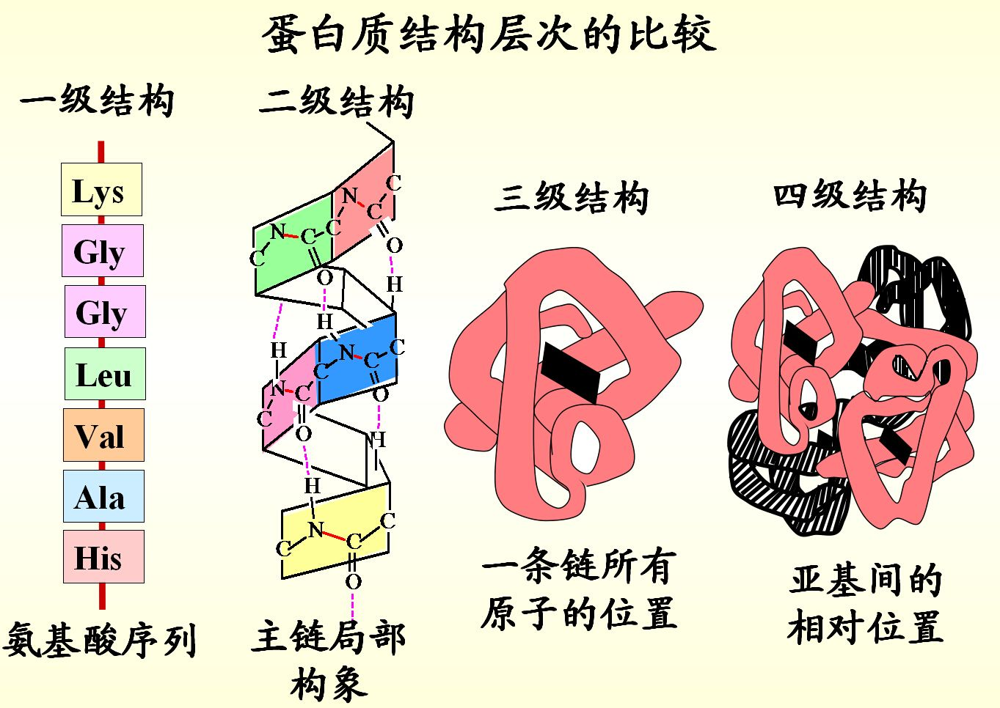 蛋白质结构层次的比较
一级结构
Lys
Gly
Gly
Leu
Val
Ala
His
氨基酸序列
二级结构
C
N
C
O
C
N
C
O
C
H
H
H
C
N
C
O
C
N
C
O
C
H
H
C
N
C
O
C
主链局部
构象
三级结构
一条链所有
原子的位置
四级结构
亚基间的
相对位置